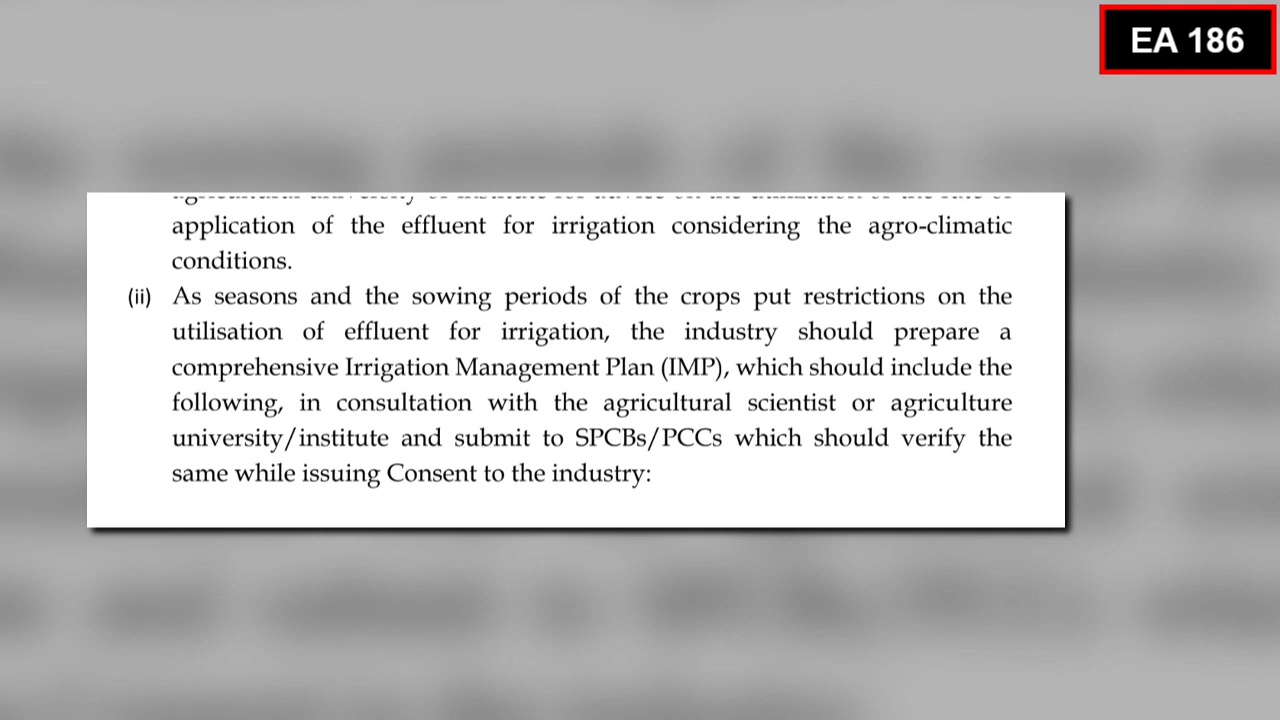 EA 186
application of the effluent for irrigation considering the agro-climatic
conditions.
(ii) As seasons and the sowing periods of the crops put restrictions on the
utilisation of effluent for irrigation, the industry should prepare a
comprehensive Irrigation Management Plan (IMP), which should include the
following, in consultation with the agricultural scientist or agriculture
university/institute and submit to SPCBs/PCCs which should verify the
same while issuing Consent to the industry: